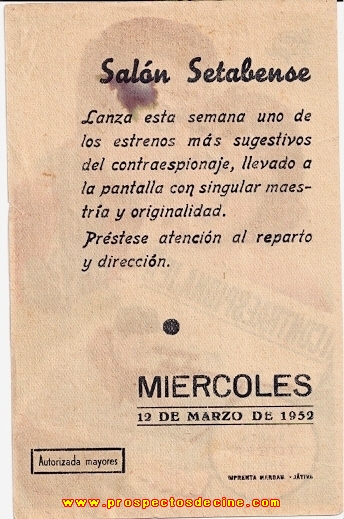 Salón Setabense
Lanza esta semana uno de
los estrenos más sugestivos
del contraespionaje, llevado a
la pantalla con singular maes-
tría y originalidad.
Préstese atención al reparto
y dirección.
MIERCOLES
12 DE MARZO DE 1952
Autorizada mayores
IMPRENTA MARBAU - JÁTIVA
www.prospectosdecine.com